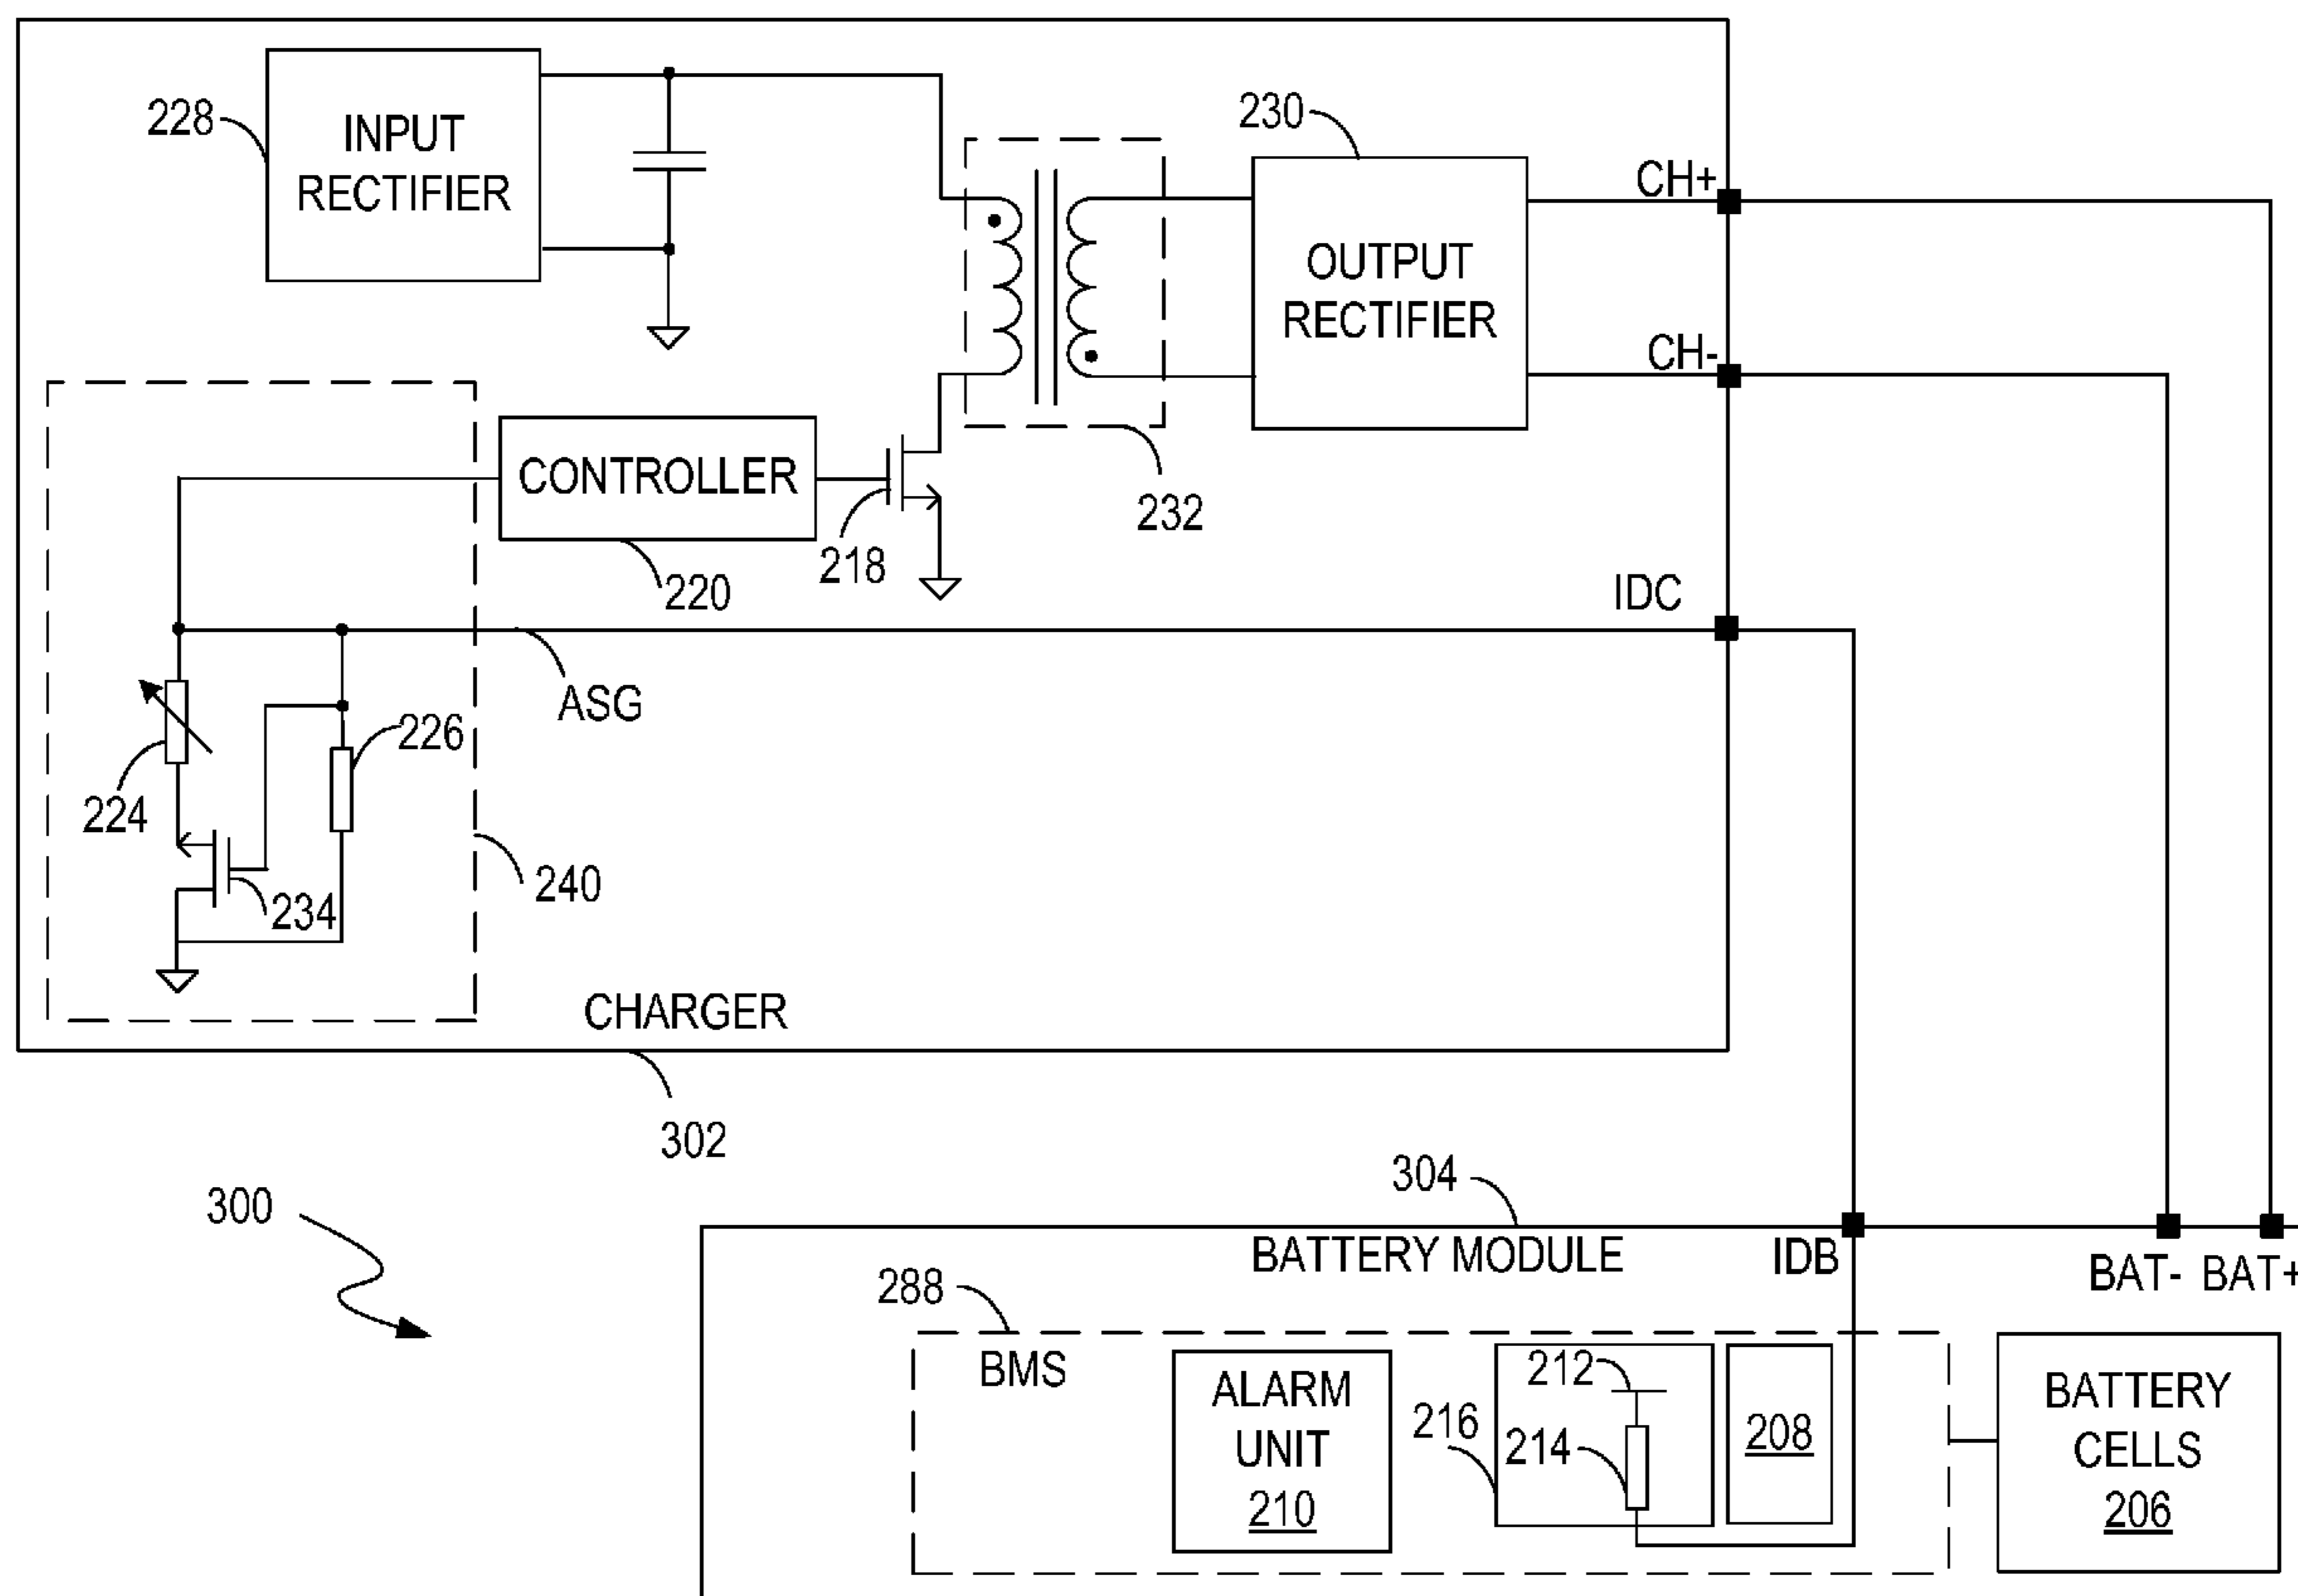 228
INPUT
RECTIFIER
230
OUTPUT
RECTIFIER
CH+
CH-
CONTROLLER
218
220
232
IDC
ASG
224
226
234
240
CHARGER
302
300
304
BATTERY MODULE
IDB
BAT-
BAT+
288
BMS
ALARM
UNIT
210
212
216
214
208
BATTERY
CELLS
206